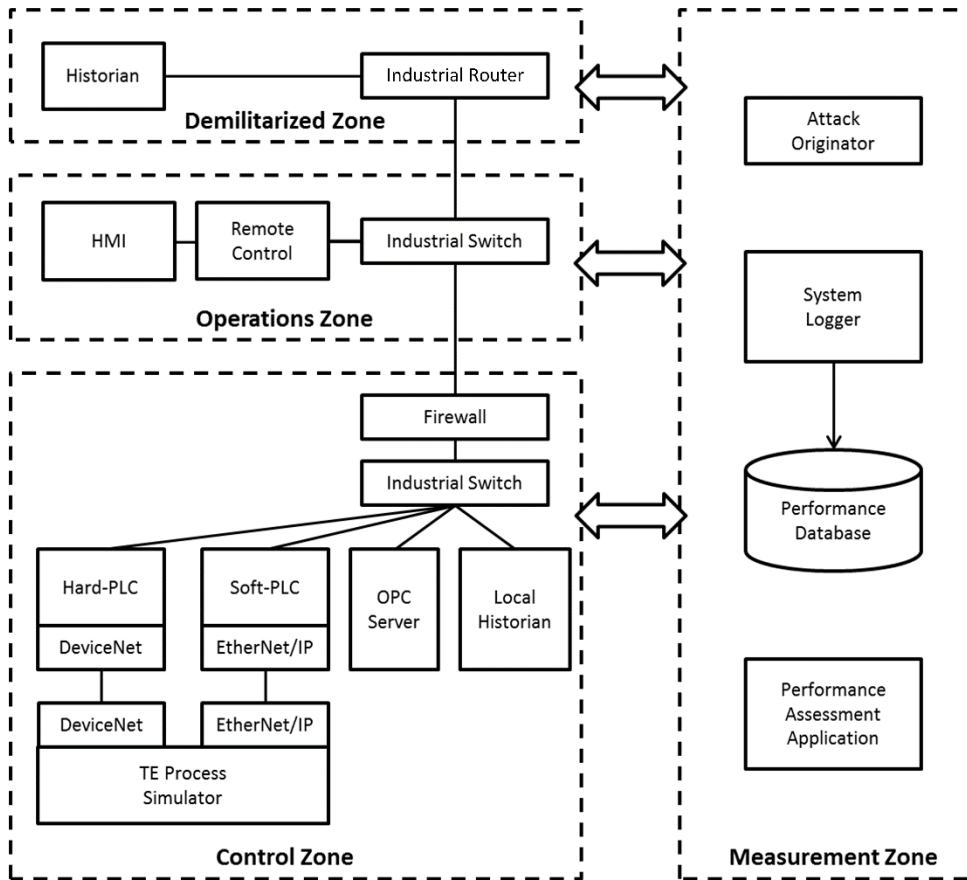 Historian
Industrial Router
Demilitarized Zone
HMI
Remote
Control
Industrial Switch
Operations Zone
Firewall
Industrial Switch
Hard-PLC
Soft-PLC
OPC
Server
Local
Historian
DeviceNet
EtherNet/IP
DeviceNet
EtherNet/IP
TE Process
Simulator
Control Zone
Attack
Originator
System
Logger
Performance
Database
Performance
Assessment
Application
Measurement Zone